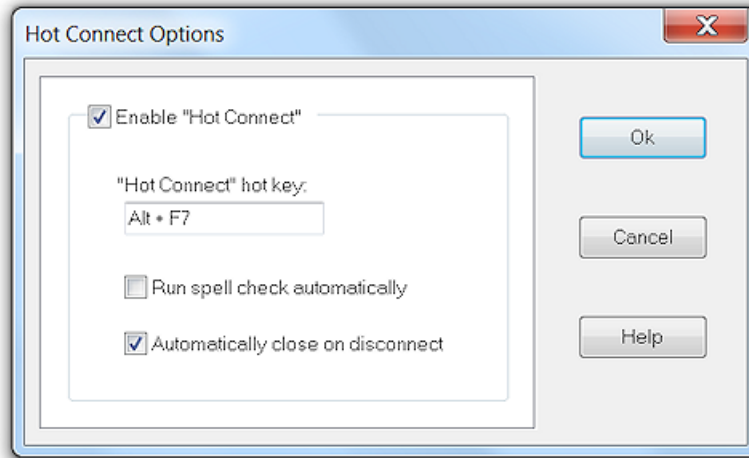 Hot Connect Options
Enable "Hot Connect"
"Hot Connect" hot key:
Alt + F7
Run spell check automatically
Automatically close on disconnect
Ok
Cancel
Help